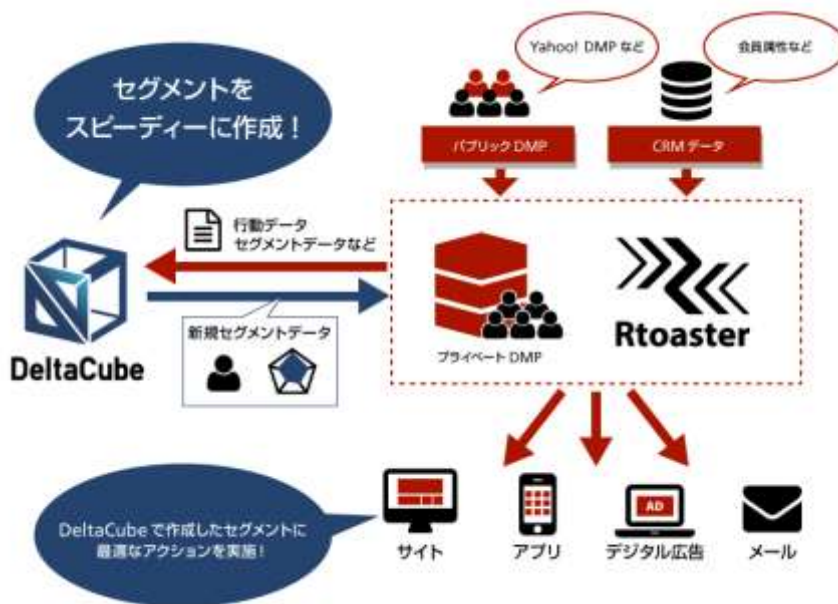 Yahoo! DMP など
会員属性など
セグメントを
スピーディーに作成！
パブリック DMP
CRM データ
行動データ
セグメントデータなど
新規セグメントデータ
DeltaCube
プライベート DMP
Rtoaster
DeltaCube で作成したセグメントに
最適なアクションを実施！
AD
サイト
アプリ
デジタル広告
メール